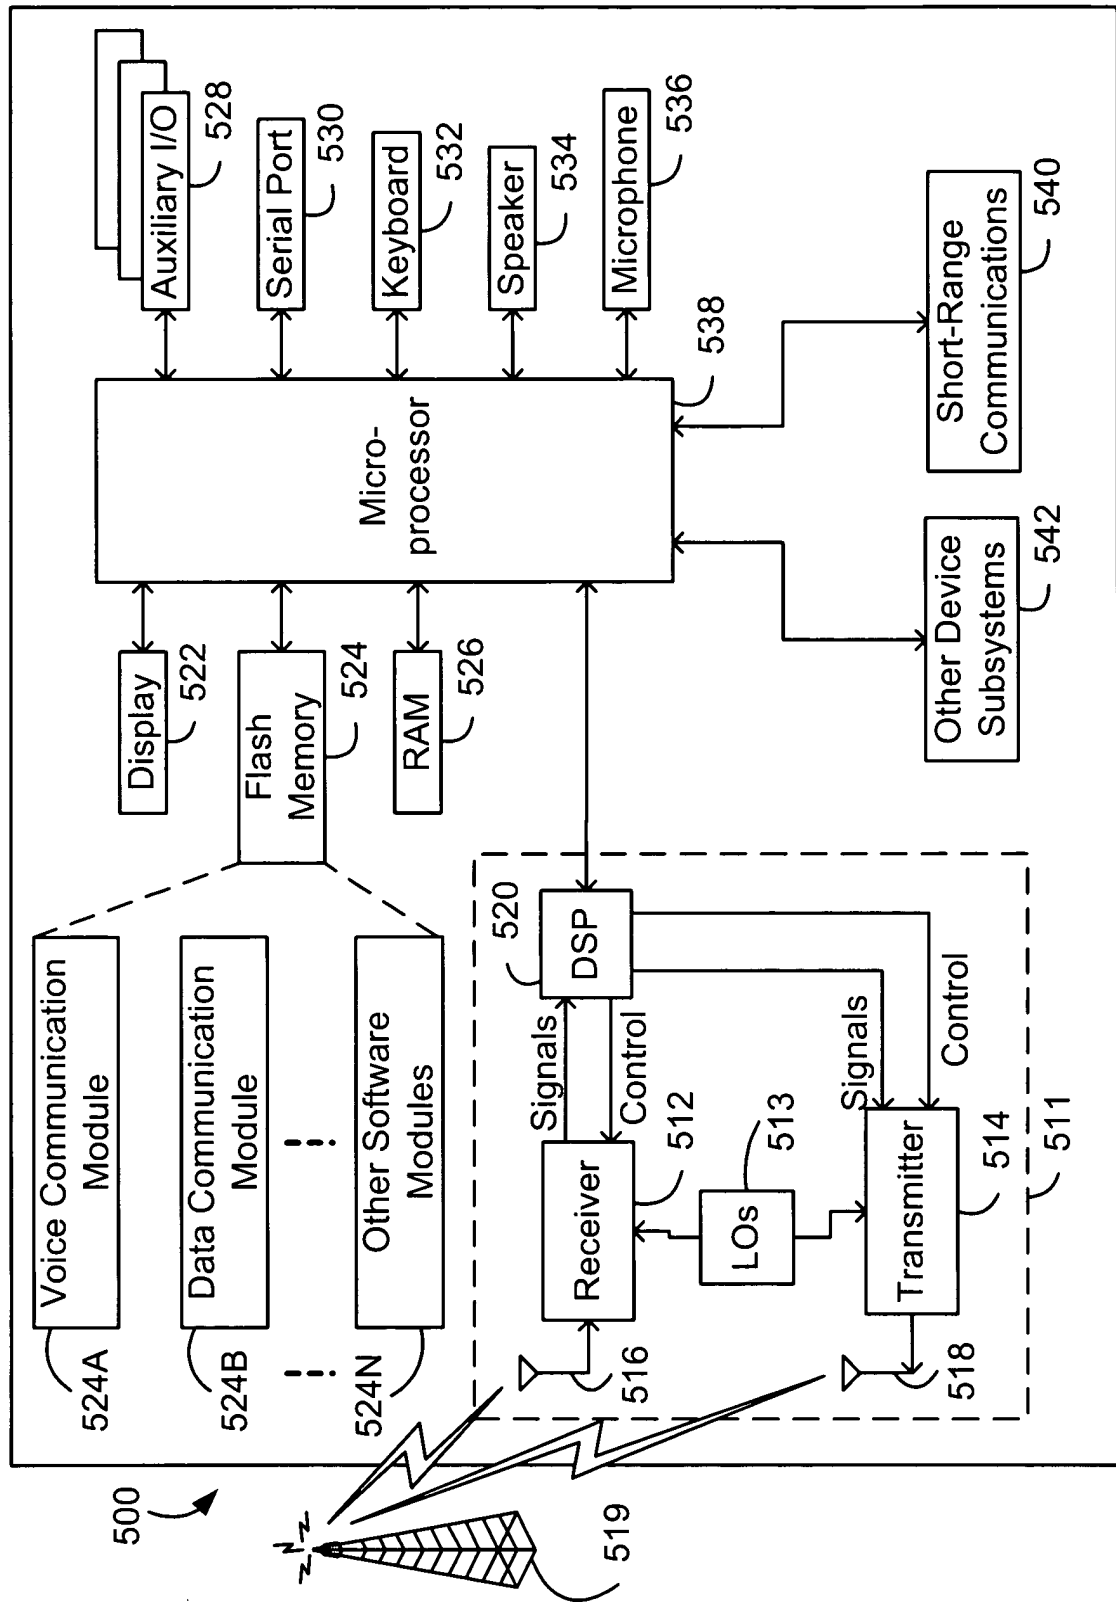 500
519
Voice Communication
Module
524A
Data Communication
Module
524B
Other Software
Modules
524N
Display
522
Flash
Memory
524
RAM
526
Micro-
processor
538
Auxiliary I/O
528
Serial Port
530
Keyboard
532
Speaker
534
Microphone
536
Short-Range
Communications
540
Other Device
Subsystems
542
DSP
520
Signals
Control
Receiver
512
516
LOs
513
Signals
Control
Transmitter
514
518
511